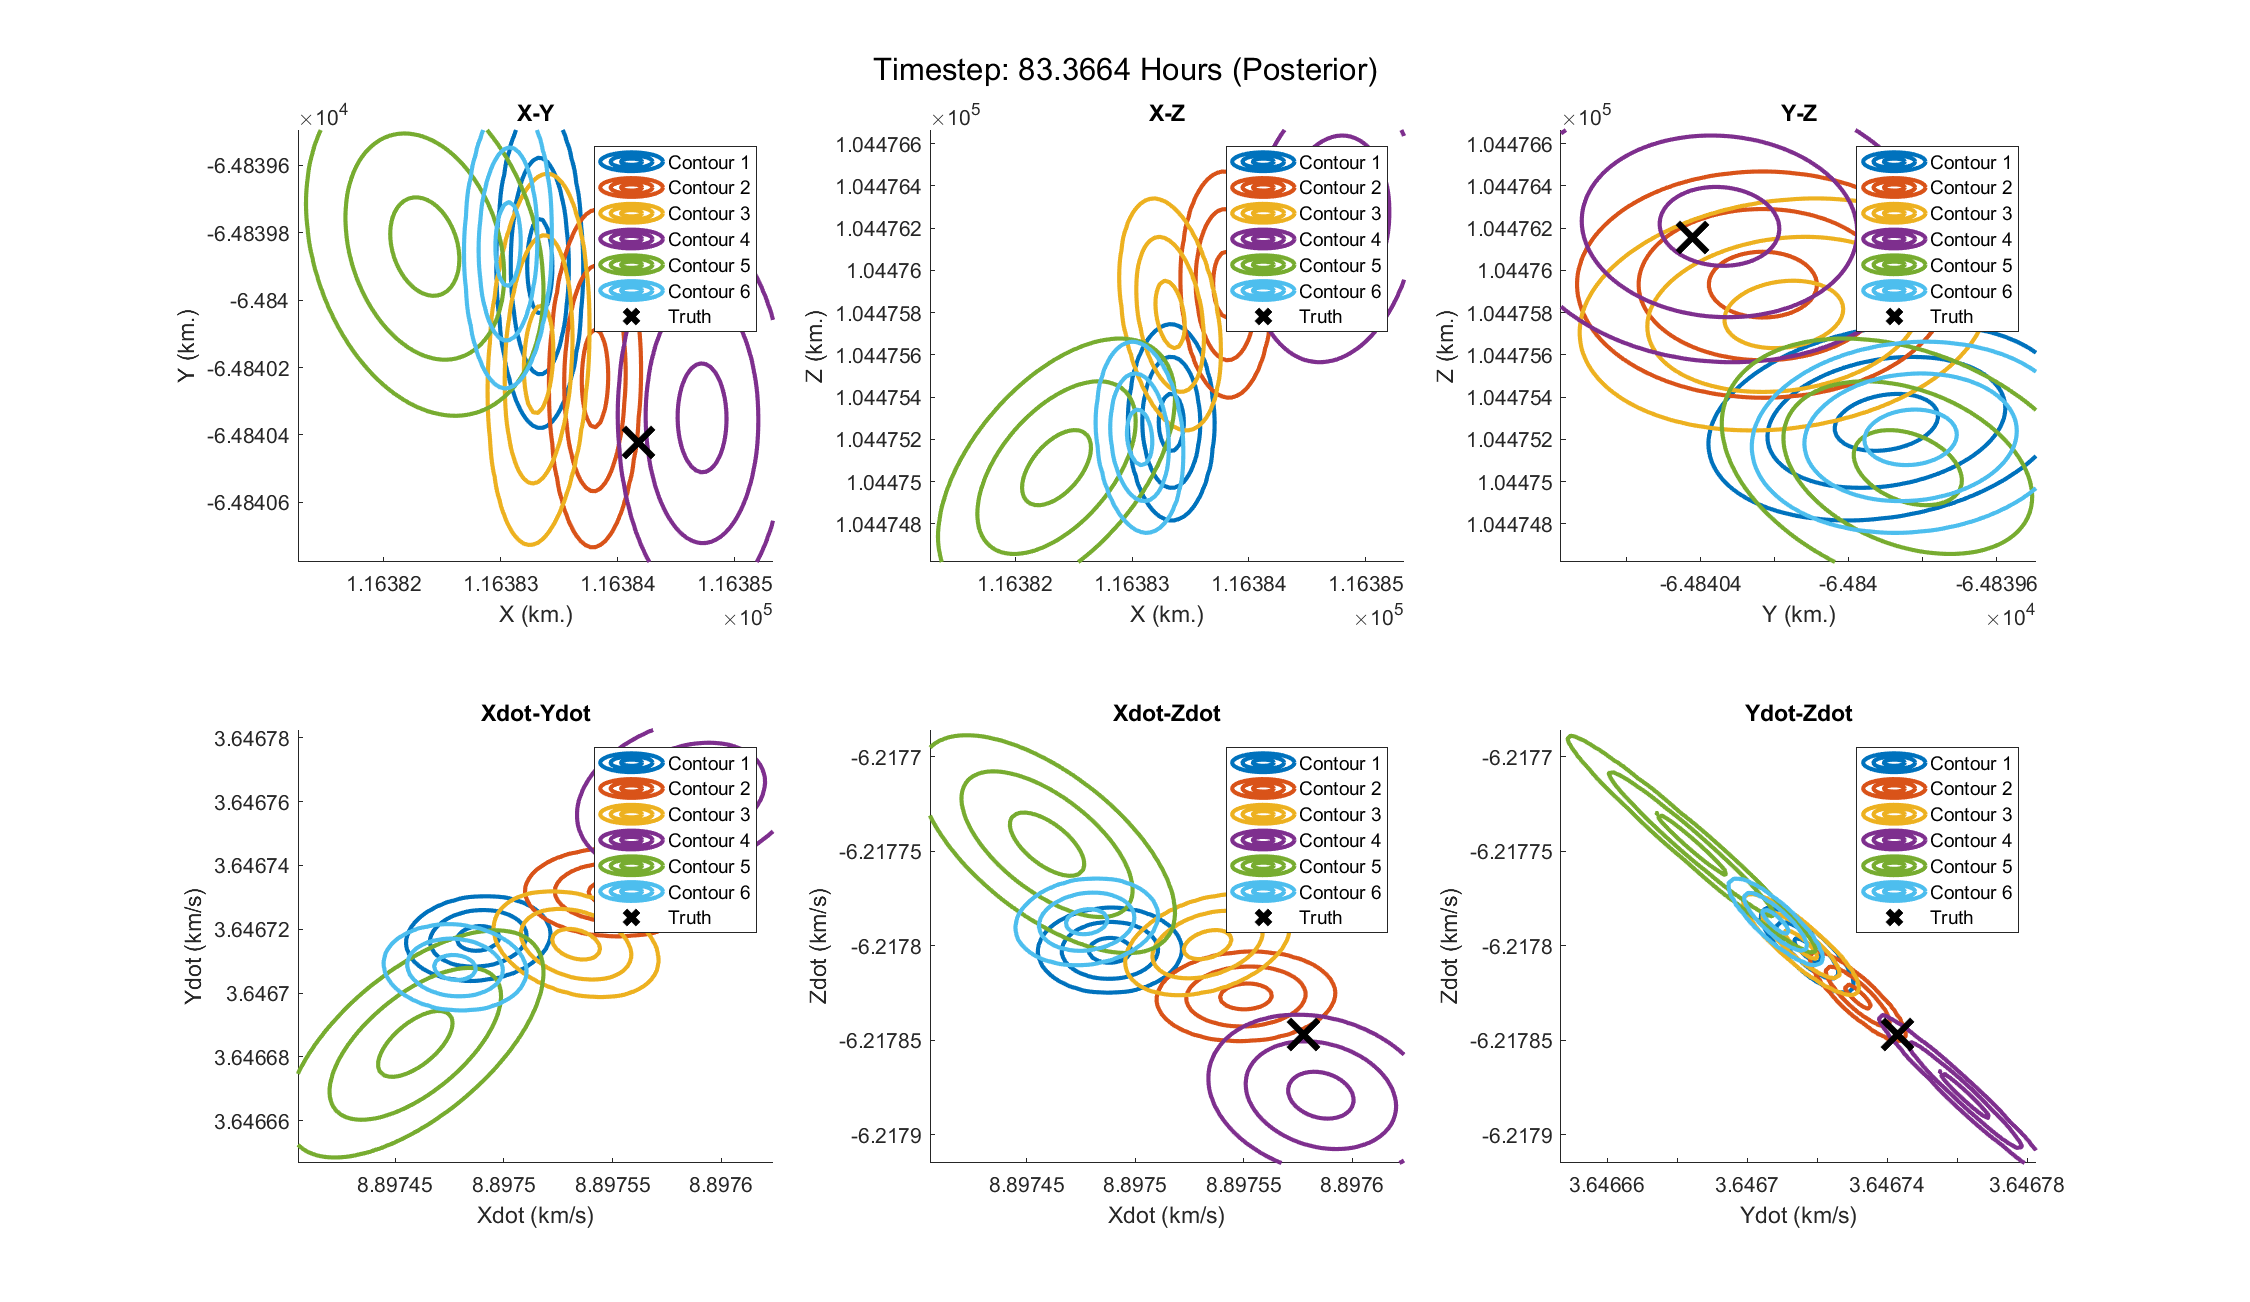 Timestep: 83.3664 Hours (Posterior)
X-Y
×10^4
-6.48396
-6.48398
-6.484
-6.48402
-6.48404
-6.48406
Y (km.)
1.16382 1.16383 1.16384 1.16385
X (km.)
×10^5
Contour 1
Contour 2
Contour 3
Contour 4
Contour 5
Contour 6
Truth
X-Z
×10^5
1.044766
1.044764
1.044762
1.04476
1.044758
1.044756
1.044754
1.044752
1.04475
1.044748
Z (km.)
1.16382 1.16383 1.16384 1.16385
X (km.)
×10^5
Contour 1
Contour 2
Contour 3
Contour 4
Contour 5
Contour 6
Truth
Y-Z
×10^5
1.044766
1.044764
1.044762
1.04476
1.044758
1.044756
1.044754
1.044752
1.04475
1.044748
Z (km.)
-6.48404 -6.484 -6.48396
Y (km.)
×10^4
Contour 1
Contour 2
Contour 3
Contour 4
Contour 5
Contour 6
Truth
Xdot-Ydot
3.64678
3.64676
3.64674
3.64672
3.6467
3.64668
3.64666
Ydot (km/s)
8.89745 8.8975 8.89755 8.8976
Xdot (km/s)
Contour 1
Contour 2
Contour 3
Contour 4
Contour 5
Contour 6
Truth
Xdot-Zdot
-6.2177
-6.21775
-6.2178
-6.21785
-6.2179
Zdot (km/s)
8.89745 8.8975 8.89755 8.8976
Xdot (km/s)
Contour 1
Contour 2
Contour 3
Contour 4
Contour 5
Contour 6
Truth
Ydot-Zdot
-6.2177
-6.21775
-6.2178
-6.21785
-6.2179
Zdot (km/s)
3.64666 3.6467 3.64674 3.64678
Ydot (km/s)
Contour 1
Contour 2
Contour 3
Contour 4
Contour 5
Contour 6
Truth